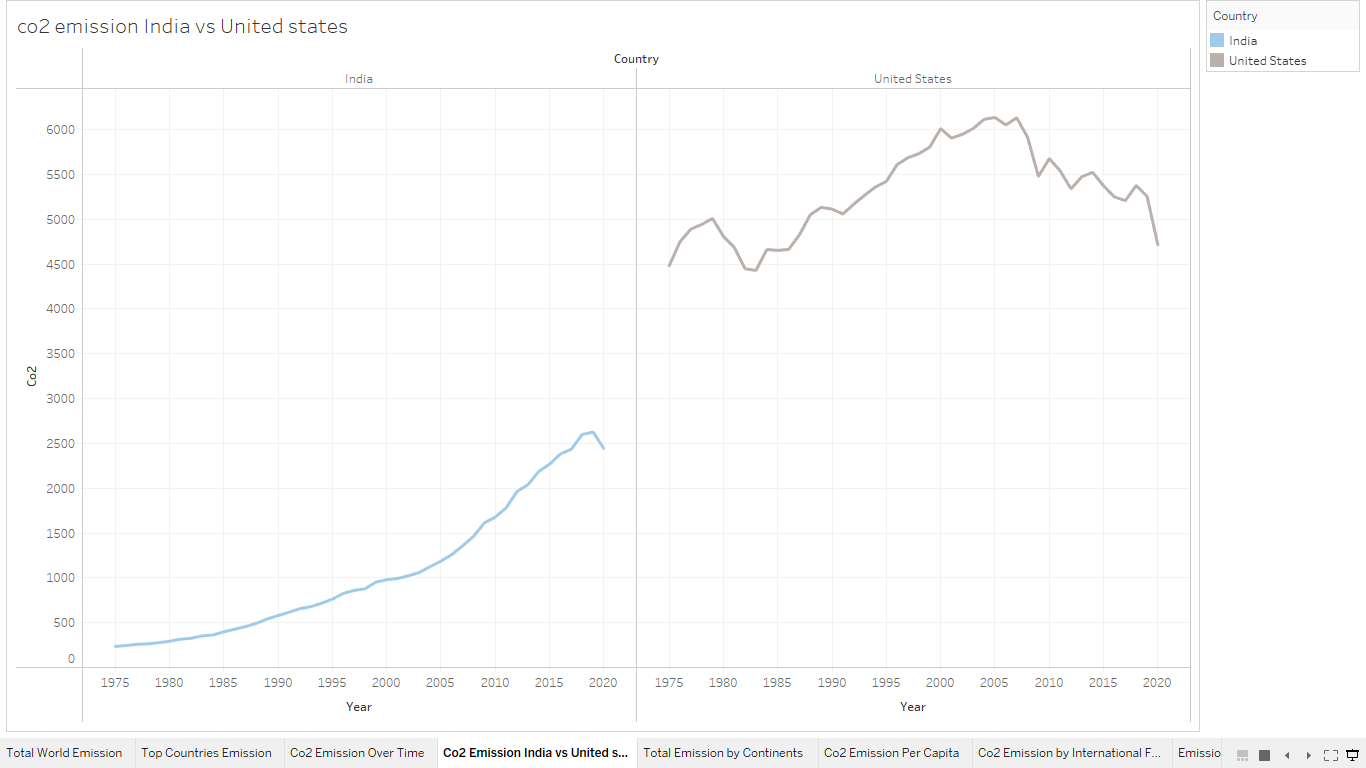 co2 emission India vs United states
Country
India
United States
Country
India United States
6000
5500
5000
4500
4000
3500
3000
2500
2000
1500
1000
500
0
Co2
1975 1980 1985 1990 1995 2000 2005 2010 2015 2020 1975 1980 1985 1990 1995 2000 2005 2010 2015 2020
Year Year
Total World Emission Top Countries Emission Co2 Emission Over Time Co2 Emission India vs United s... Total Emission by Continents Co2 Emission Per Capita Co2 Emission by International F... Emissio